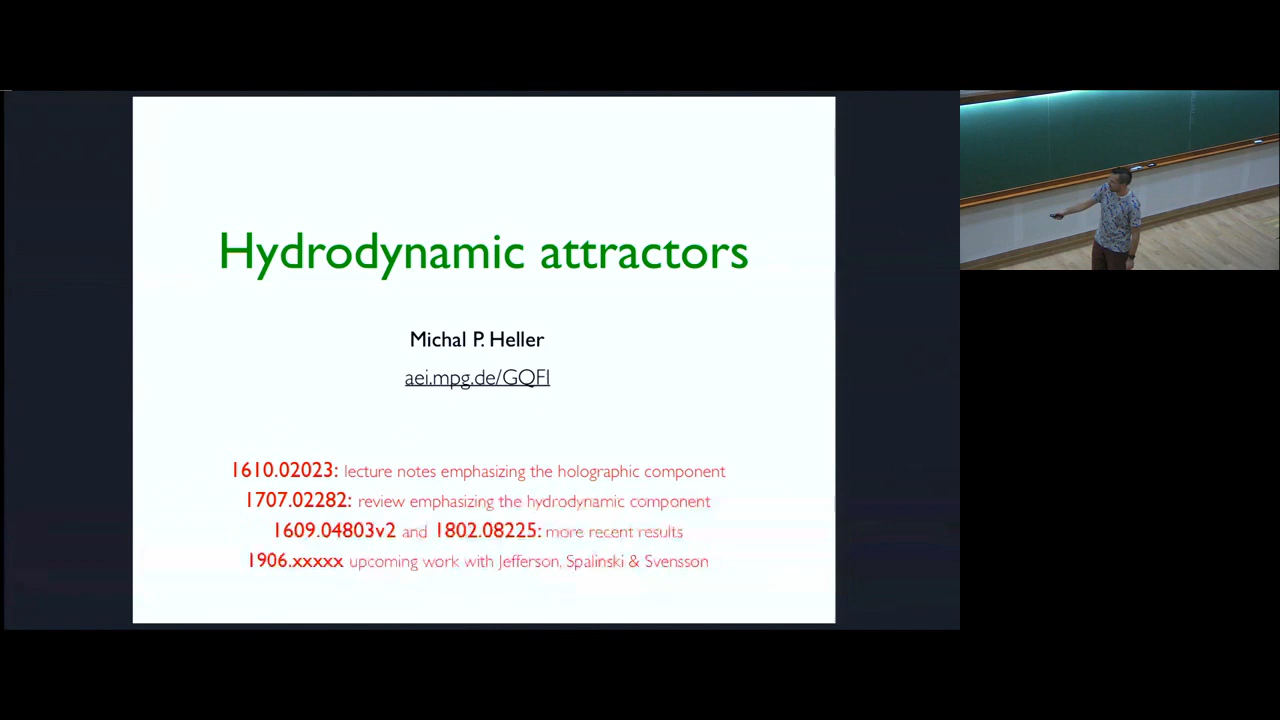 Hydrodynamic attractors
Michal P. Heller
aei.mpg.de/GQFI
1610.02023: lecture notes emphasizing the holographic component
1707.02282: review emphasizing the hydrodynamic component
1609.04803v2 and 1802.08225: more recent results
1906.xxxxx upcoming work with Jefferson, Spalinski & Svensson